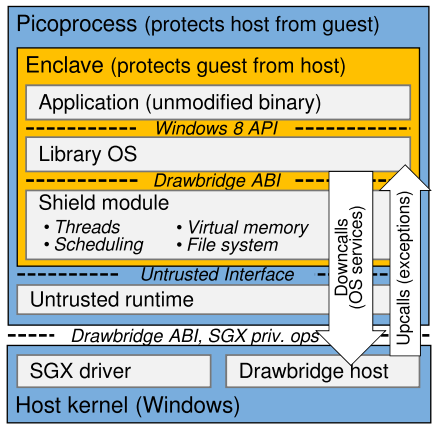 Picoprocess (protects host from guest)
Enclave (protects guest from host)
Application (unmodified binary)
Windows 8 API
Library OS
Drawbridge ABI
Shield module
• Threads • Virtual memory
• Scheduling • File system
Downcalls
(OS services)
Upcalls (exceptions)
Untrusted Interface
Untrusted runtime
Drawbridge ABI, SGX priv. ops
SGX driver
Drawbridge host
Host kernel (Windows)